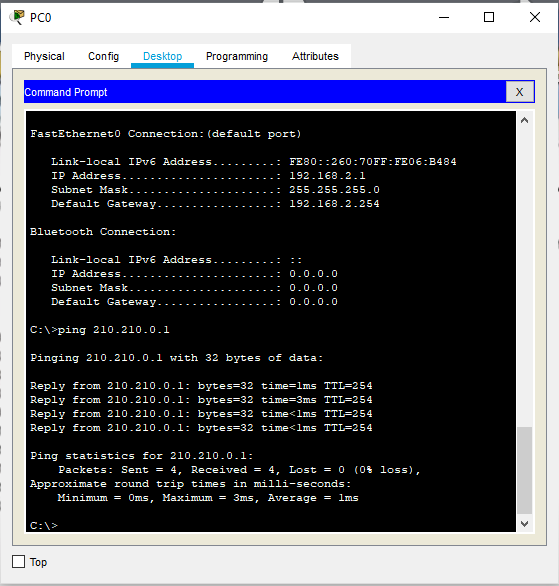 PC0
Physical Config Desktop Programming Attributes
Command Prompt X
FastEthernet0 Connection:(default port)
Link-local IPv6 Address.........: FE80::260:70FF:FE06:B484
IP Address......................: 192.168.2.1
Subnet Mask.....................: 255.255.255.0
Default Gateway.................: 192.168.2.254
Bluetooth Connection:
Link-local IPv6 Address.........: ::
IP Address......................: 0.0.0.0
Subnet Mask.....................: 0.0.0.0
Default Gateway.................: 0.0.0.0
C:\>ping 210.210.0.1
Pinging 210.210.0.1 with 32 bytes of data:
Reply from 210.210.0.1: bytes=32 time=1ms TTL=254
Reply from 210.210.0.1: bytes=32 time=3ms TTL=254
Reply from 210.210.0.1: bytes=32 time<1ms TTL=254
Reply from 210.210.0.1: bytes=32 time<1ms TTL=254
Ping statistics for 210.210.0.1:
Packets: Sent = 4, Received = 4, Lost = 0 (0% loss),
Approximate round trip times in milli-seconds:
Minimum = 0ms, Maximum = 3ms, Average = 1ms
C:\>
Top